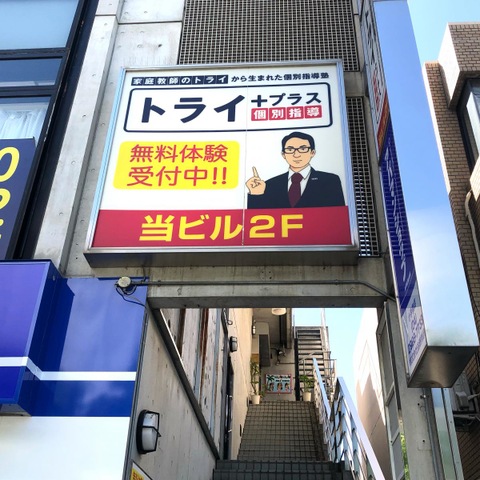 家庭教師のトライから生まれた個別指導塾
トライ+プラス
個別指導
無料体験
受付中!!
当ビル2F